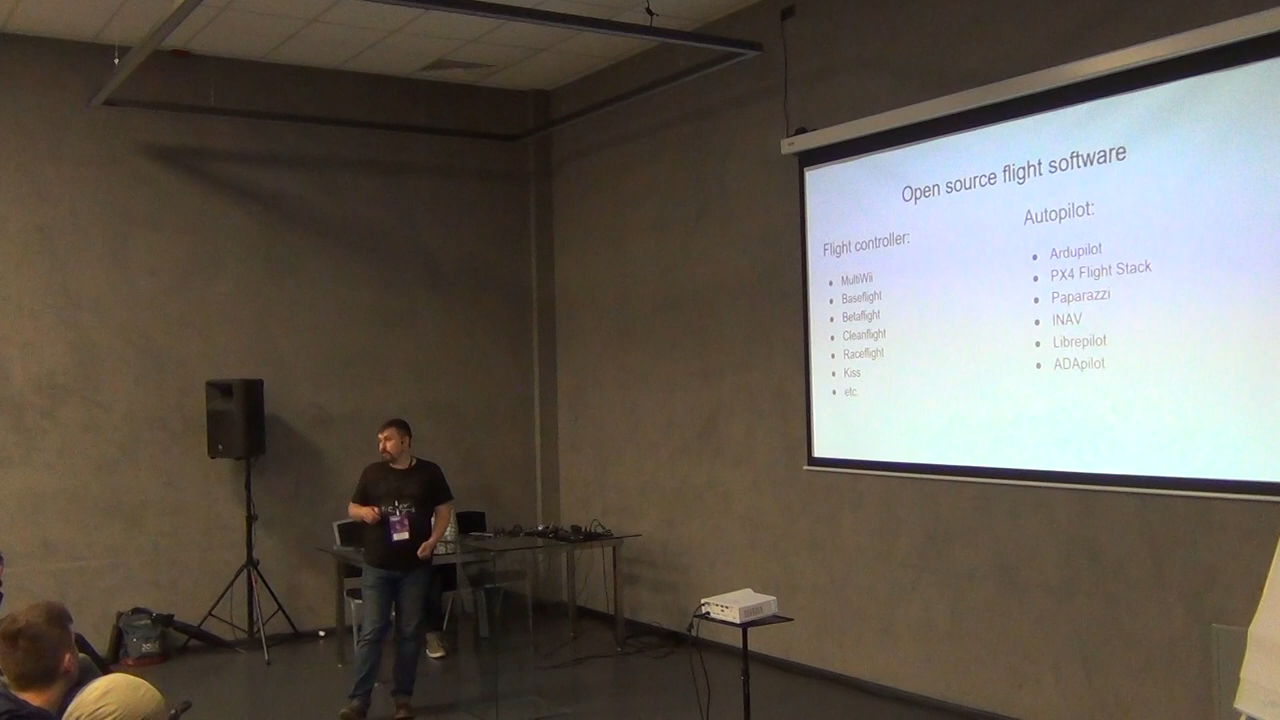 Open source flight software
Flight controller:
MultiWii
Baseflight
Betaflight
Cleanflight
Raceflight
Kiss
etc.
Autopilot:
Ardupilot
PX4 Flight Stack
Paparazzi
INAV
Librepilot
ADApilot